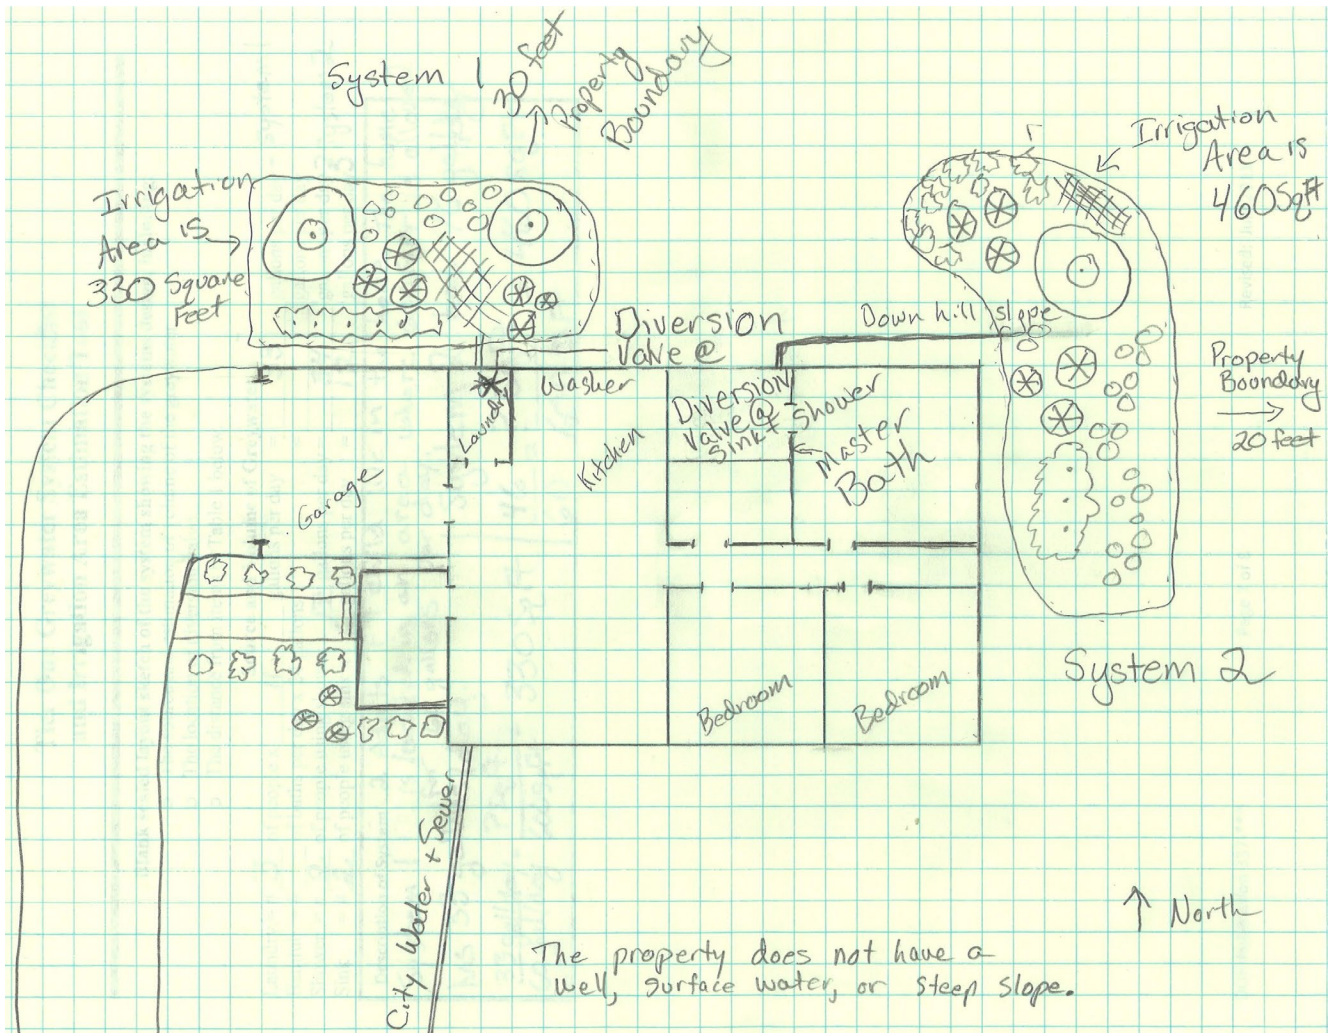 System 1
30 feet
Property
Boundary
Irrigation
Area is
330 Square
Feet
Irrigation
Area is
460 Sqft
Diversion
Valve @
Washer
Down hill slope
Property
Boundary
20 feet
Laundry
Kitchen
Diversion
Valve @
Sink + Shower
Master
Bath
Garage
Bedroom
Bedroom
System 2
City Water + Sewer
North
The property does not have a
well, surface water, or steep slope.